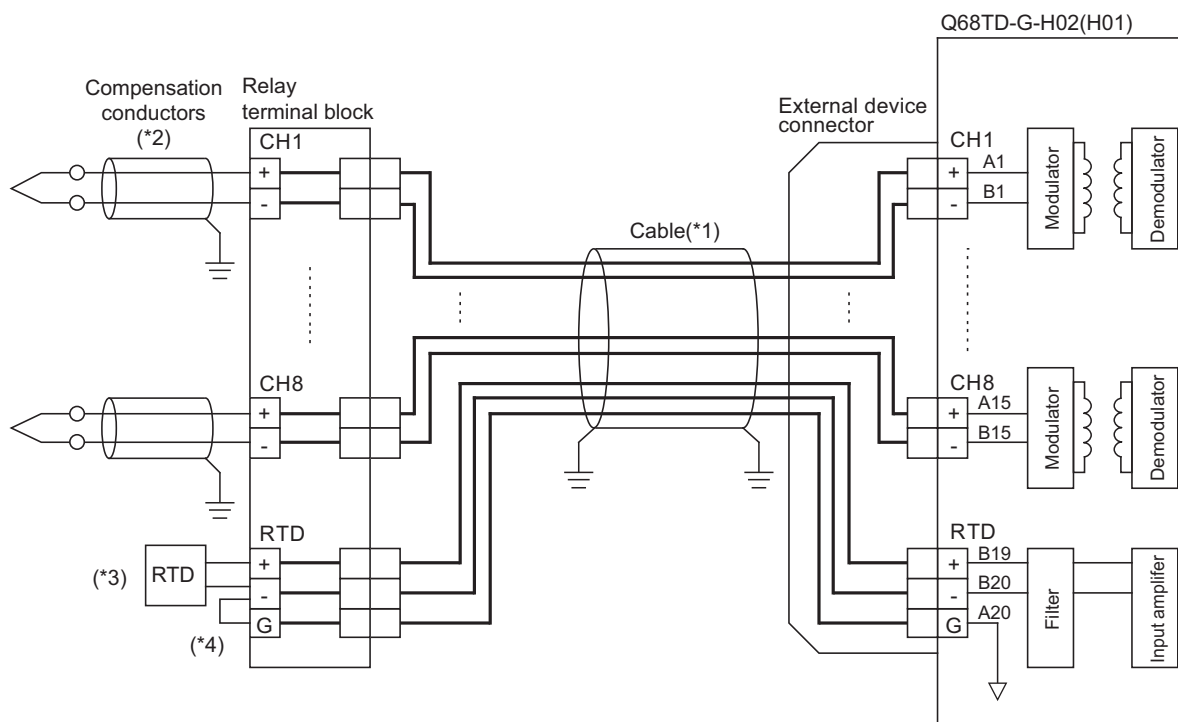 Q68TD-G-H02(H01)
Compensation
conductors
(*2)
Relay
terminal block
External device
connector
CH1
+
-
CH1
+
-
A1
B1
Modulator
Demodulator
Cable(*1)
CH8
+
-
CH8
+
-
A15
B15
Modulator
Demodulator
(*3)
RTD
RTD
+
-
G
(*4)
RTD
+
-
G
B19
B20
A20
Filter
Input amplifer